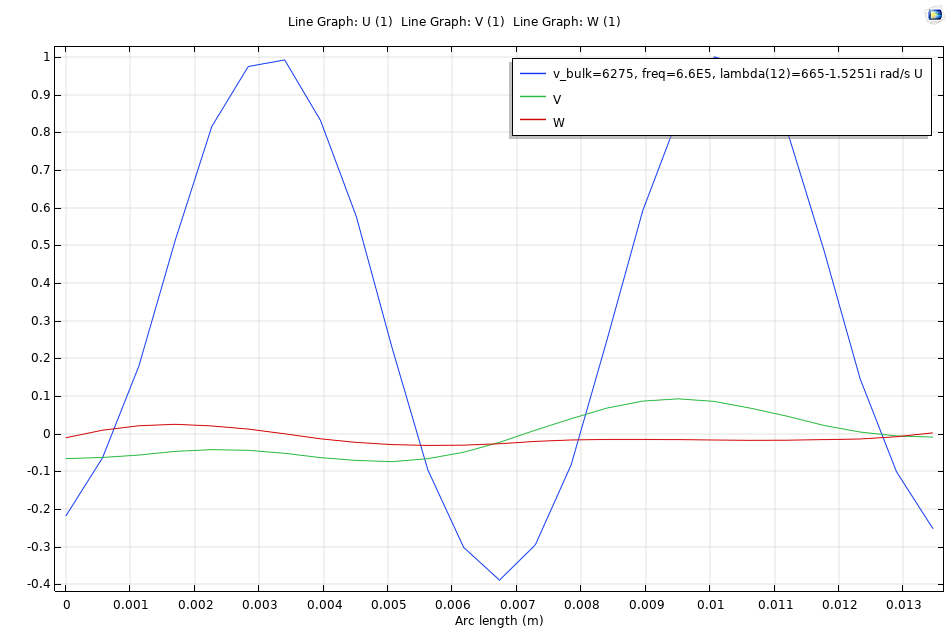 Line Graph: U (1)  Line Graph: V (1)  Line Graph: W (1)
v_bulk=6275, freq=6.6E5, lambda(12)=665-1.5251i rad/s U
V
W
1
0.9
0.8
0.7
0.6
0.5
0.4
0.3
0.2
0.1
0
-0.1
-0.2
-0.3
-0.4
0 0.001 0.002 0.003 0.004 0.005 0.006 0.007 0.008 0.009 0.01 0.011 0.012 0.013
Arc length (m)